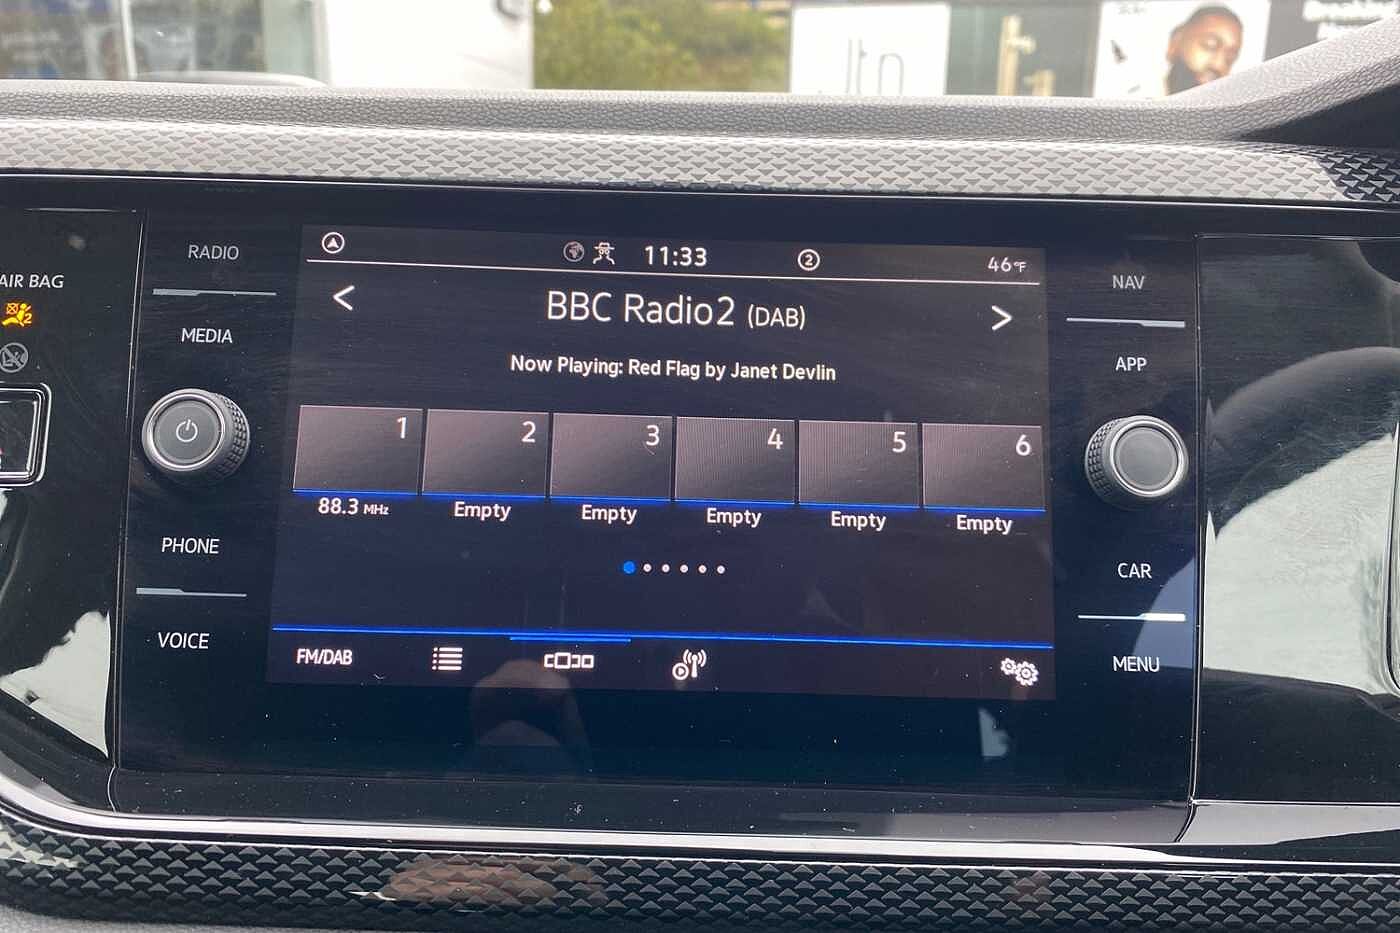 RADIO
MEDIA
PHONE
VOICE
AIR BAG
2
11:33
2
46°F
BBC Radio2 (DAB)
Now Playing: Red Flag by Janet Devlin
1 2 3 4 5 6
88.3 MHz Empty Empty Empty Empty Empty
FM/DAB
NAV
APP
CAR
MENU